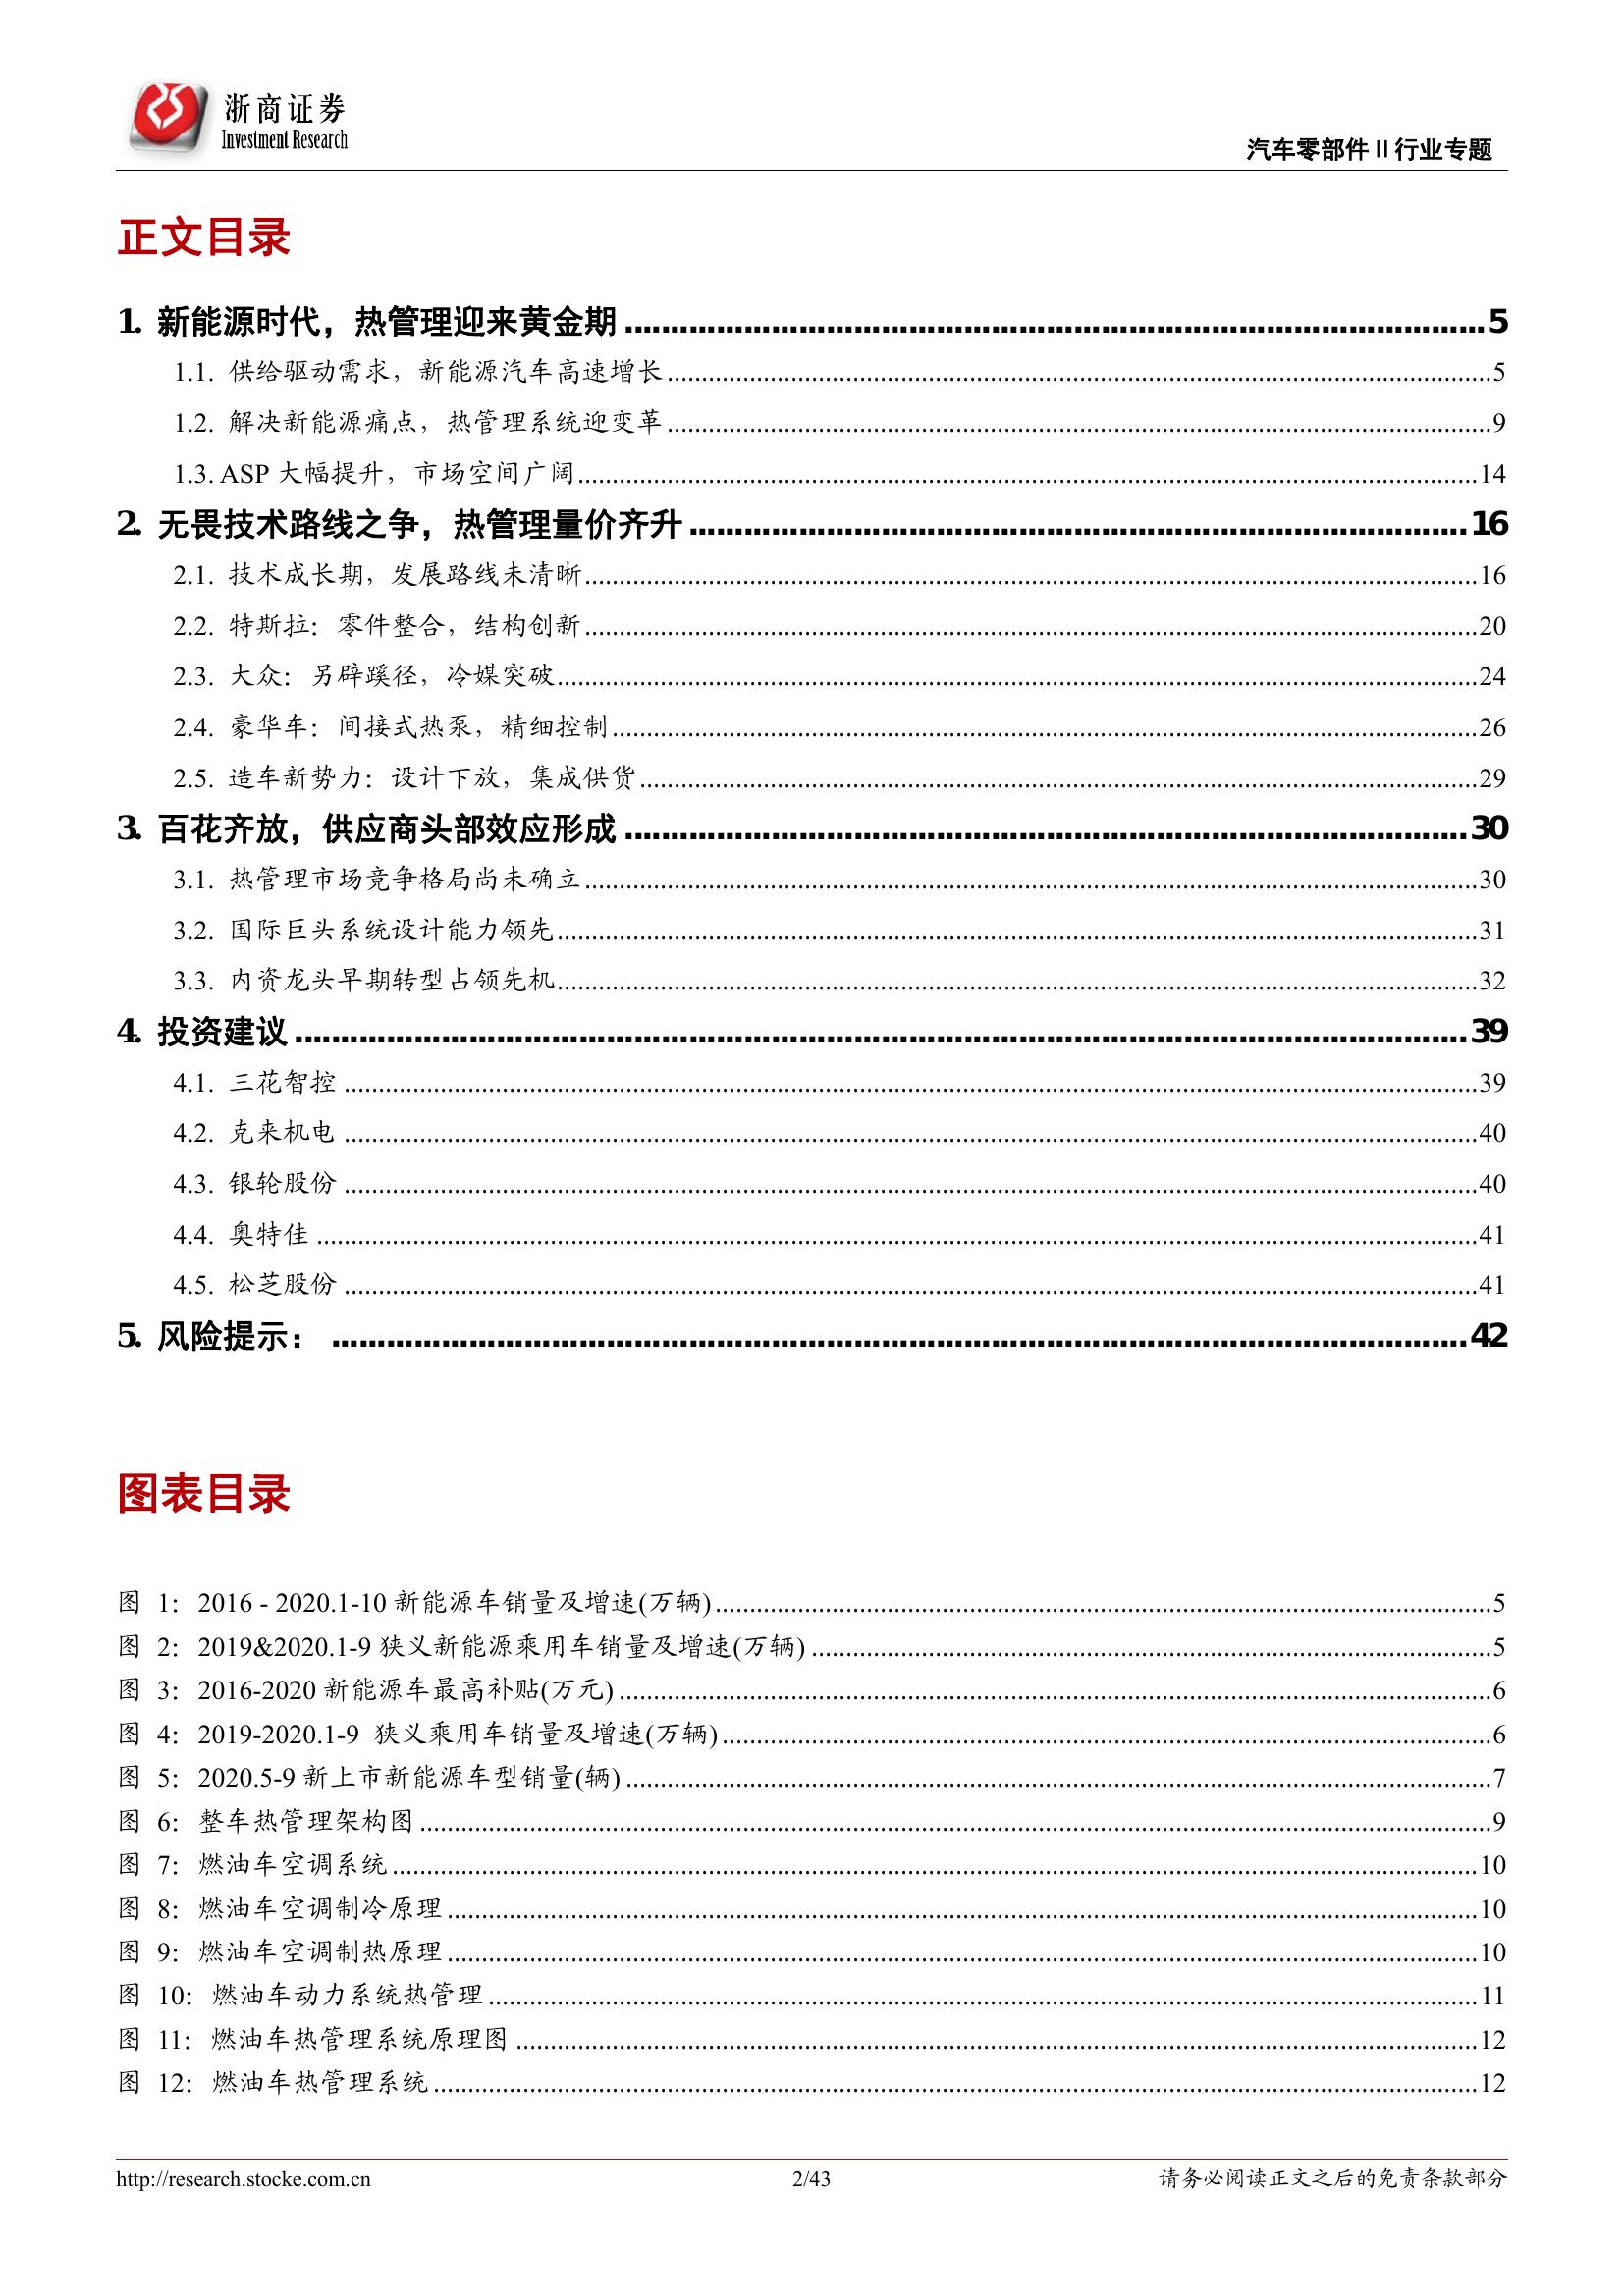 浙商证券
Investment Research
汽车零部件Ⅱ行业专题
正文目录
1. 新能源时代，热管理迎来黄金期 5
1.1. 供给驱动需求，新能源汽车高速增长 5
1.2. 解决新能源痛点，热管理系统迎变革 9
1.3. ASP 大幅提升，市场空间广阔 14
2. 无畏技术路线之争，热管理量价齐升 16
2.1. 技术成长期，发展路线未清晰 16
2.2. 特斯拉：零件整合，结构创新 20
2.3. 大众：另辟蹊径，冷媒突破 24
2.4. 豪华车：间接式热泵，精细控制 26
2.5. 造车新势力：设计下放，集成供货 29
3. 百花齐放，供应商头部效应形成 30
3.1. 热管理市场竞争格局尚未确立 30
3.2. 国际巨头系统设计能力领先 31
3.3. 内资龙头早期转型占领先机 32
4. 投资建议 39
4.1. 三花智控 39
4.2. 克来机电 40
4.3. 银轮股份 40
4.4. 奥特佳 41
4.5. 松芝股份 41
5. 风险提示： 42
图表目录
图 1：2016 - 2020.1-10 新能源车销量及增速(万辆) 5
图 2：2019&2020.1-9 狭义新能源乘用车销量及增速(万辆) 5
图 3：2016-2020 新能源车最高补贴(万元) 6
图 4：2019-2020.1-9 狭义乘用车销量及增速(万辆) 6
图 5：2020.5-9 新上市新能源车型销量(辆) 7
图 6：整车热管理架构图 9
图 7：燃油车空调系统 10
图 8：燃油车空调制冷原理 10
图 9：燃油车空调制热原理 10
图 10：燃油车动力系统热管理 11
图 11：燃油车热管理系统原理图 12
图 12：燃油车热管理系统 12
http://research.stocke.com.cn 2/43 请务必阅读正文之后的免责条款部分